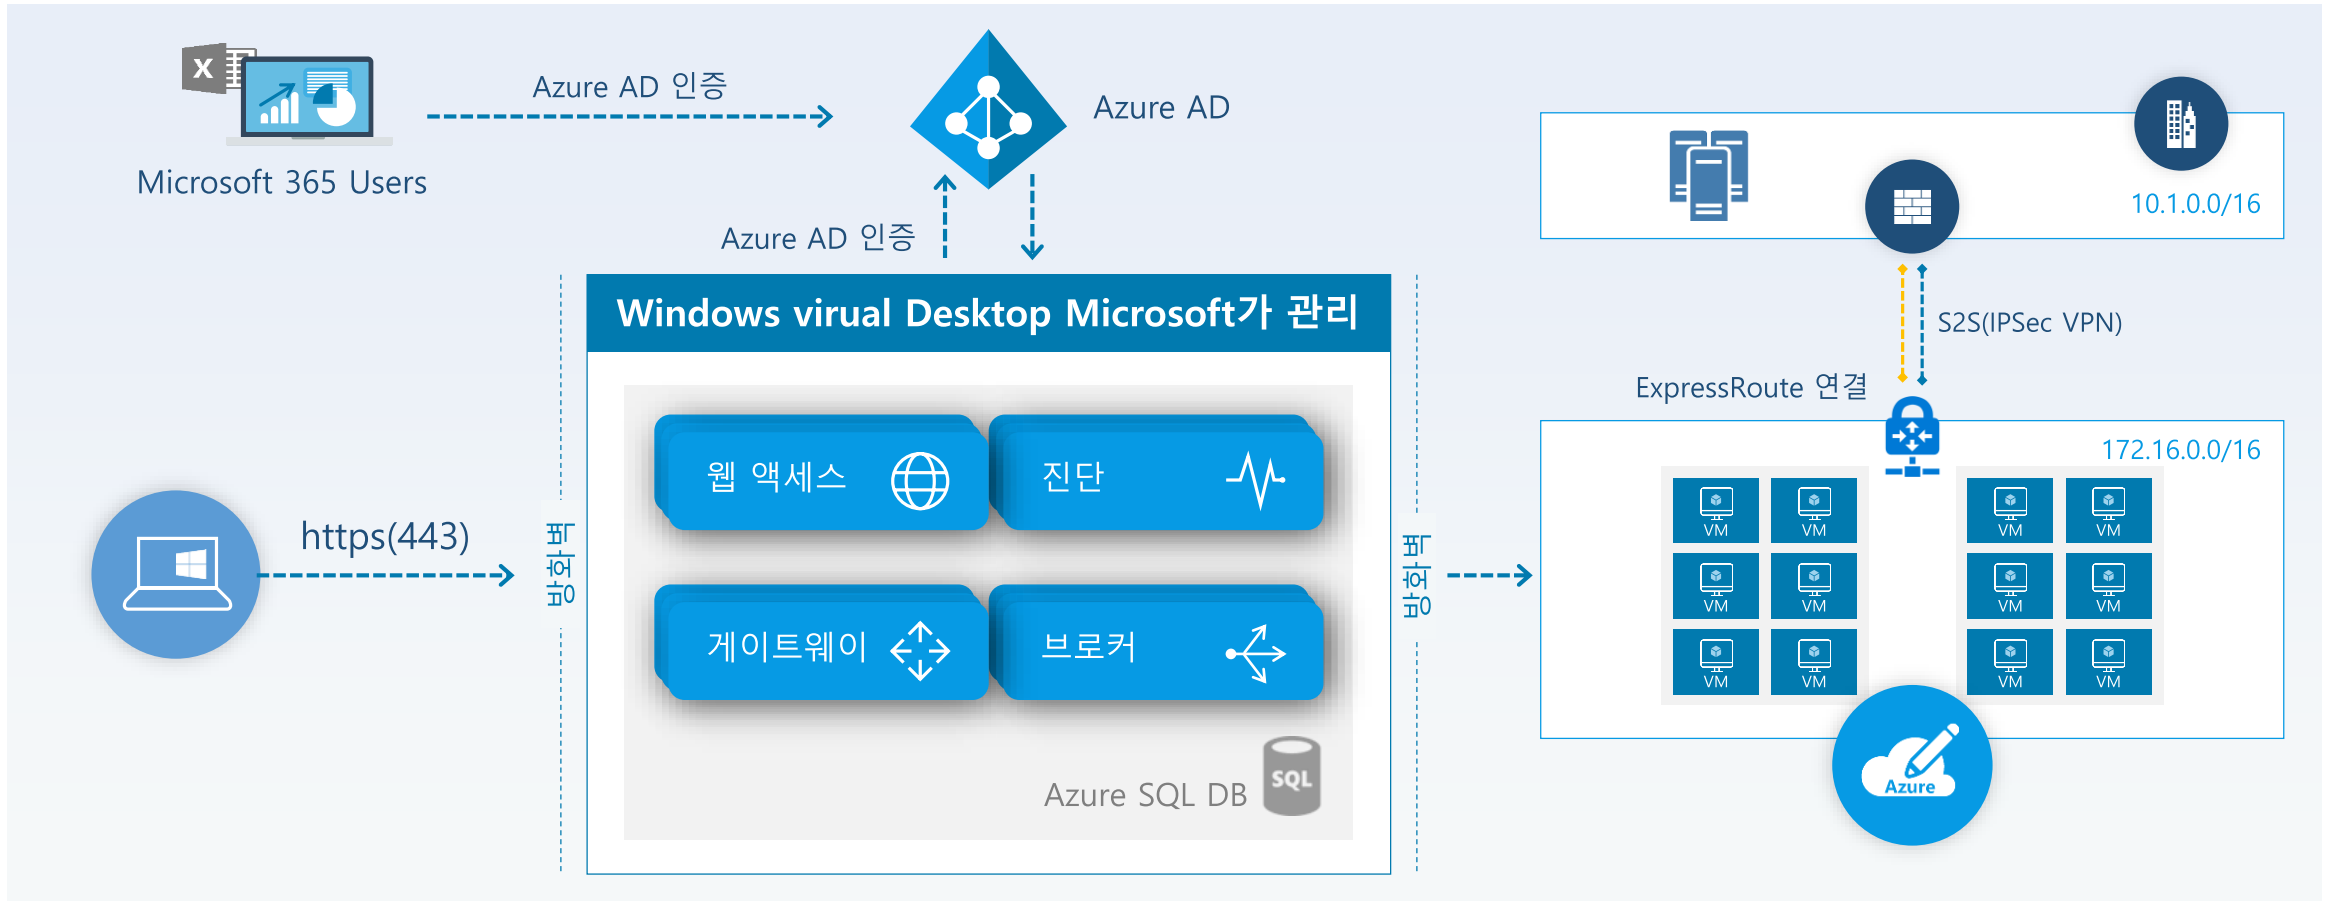 X
Microsoft 365 Users
Azure AD 인증
Azure AD
Azure AD 인증
https(443)
방화벽
Windows virual Desktop Microsoft가 관리
웹 액세스
진단
게이트웨이
브로커
Azure SQL DB
SQL
방화벽
10.1.0.0/16
S2S(IPSec VPN)
ExpressRoute 연결
172.16.0.0/16
VM VM VM VM
VM VM VM VM
VM VM VM VM
Azure